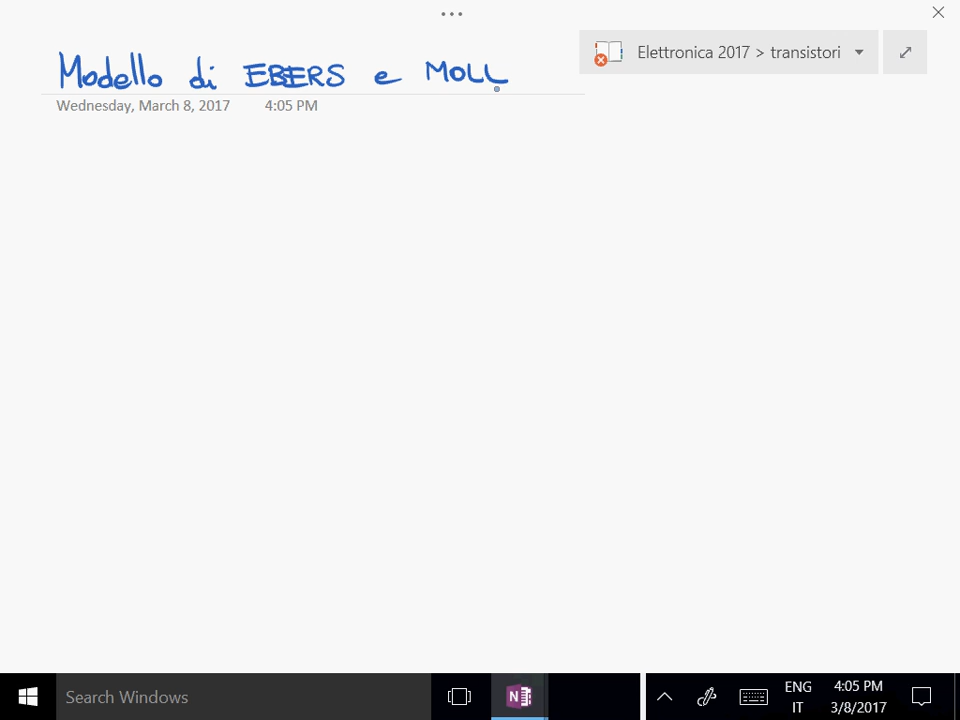 Modello di EBERS e MOLL
Elettronica 2017 > transistori
Wednesday, March 8, 2017 4:05 PM
Search Windows
ENG
IT
4:05 PM
3/8/2017